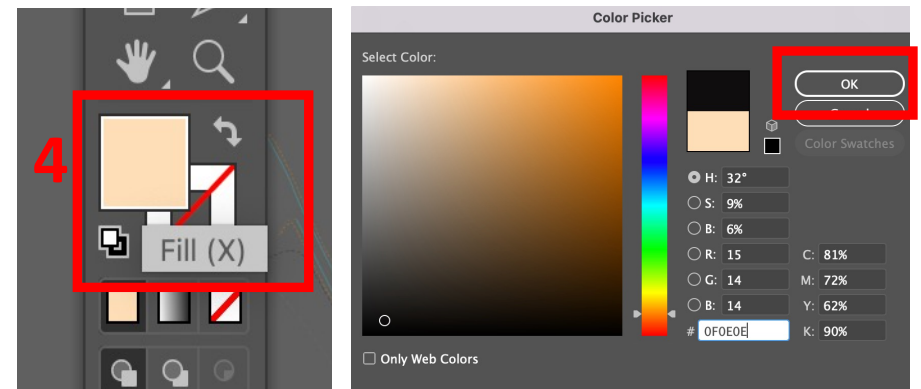 4
Fill (X)
Color Picker
Select Color:
OK
Color Swatches
H: 32°
S: 9%
B: 6%
R: 15
C: 81%
G: 14
M: 72%
B: 14
Y: 62%
# 0F0E0E
K: 90%
Only Web Colors